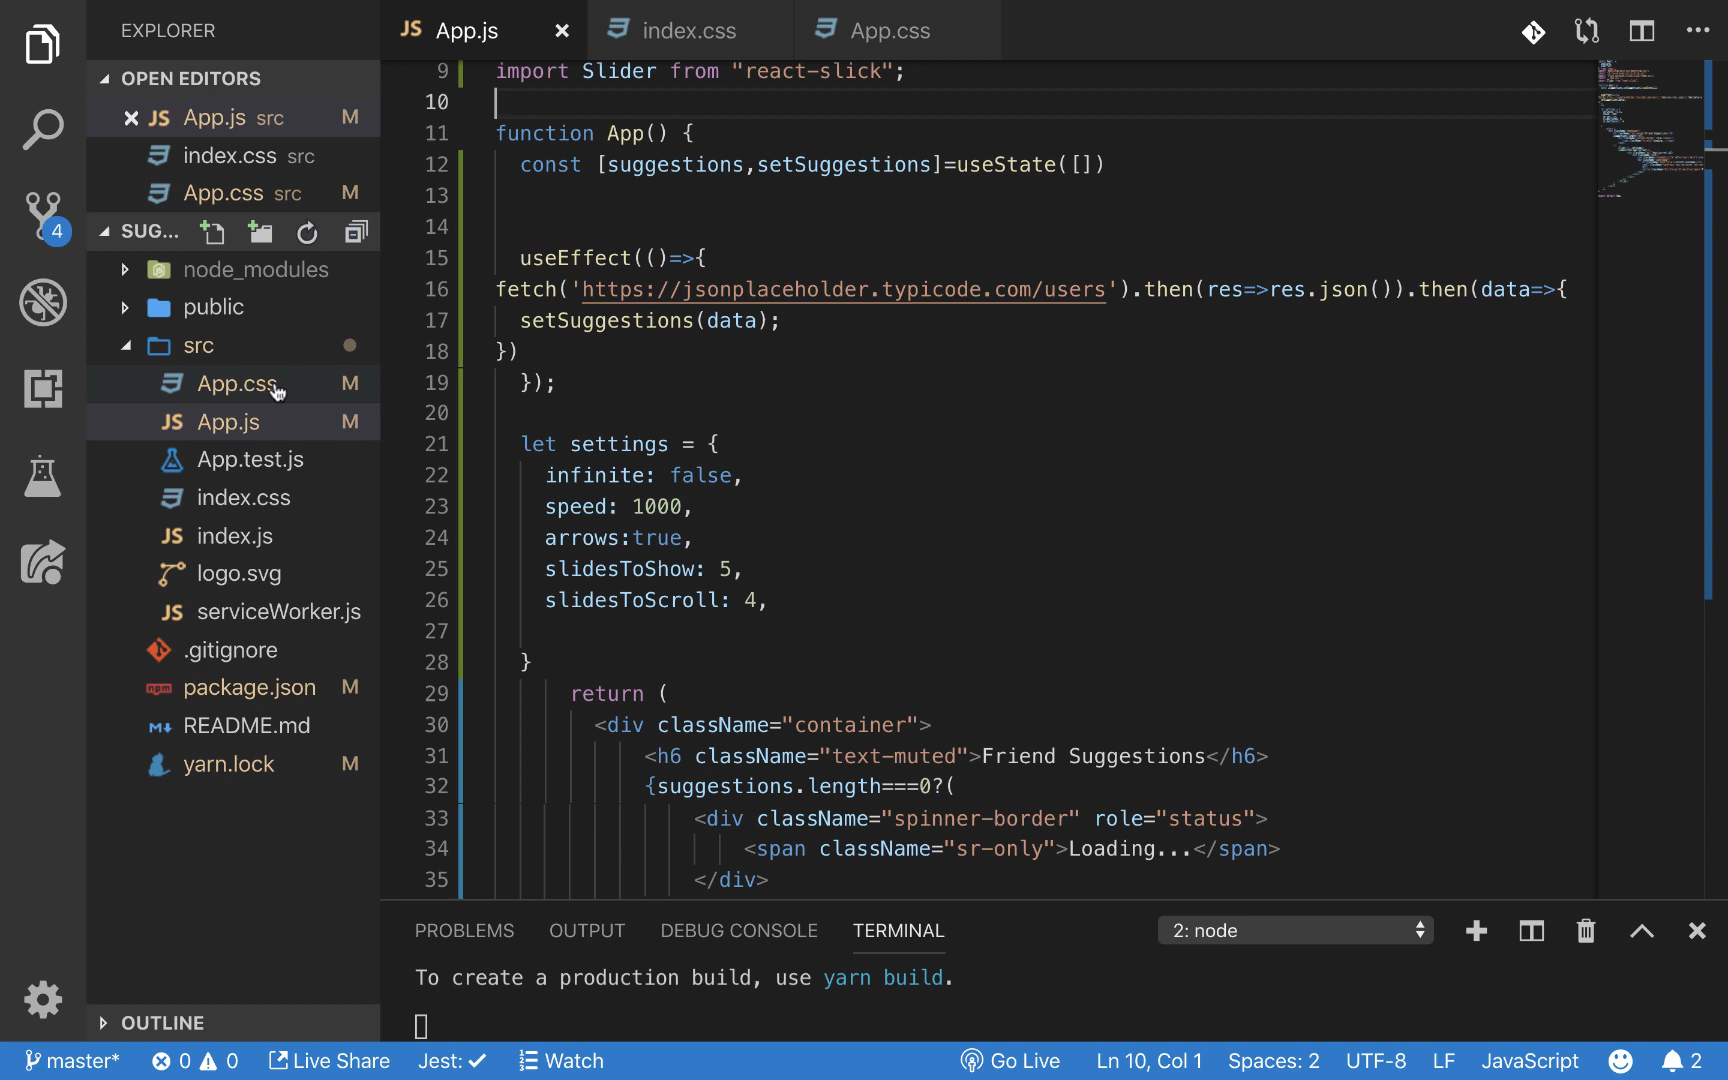 EXPLORER
JS App.js
index.css
App.css
OPEN EDITORS
JS App.js src M
index.css src
App.css src M
4
SUG...
node_modules
public
src
App.css M
JS App.js M
App.test.js
index.css
JS index.js
logo.svg
JS serviceWorker.js
.gitignore
npm package.json M
M↓ README.md
yarn.lock M
OUTLINE
9 import Slider from "react-slick";
10
11 function App() {
12 const [suggestions,setSuggestions]=useState([])
13
14
15 useEffect(()=>{
16 fetch('https://jsonplaceholder.typicode.com/users').then(res=>res.json()).then(data=>{
17 setSuggestions(data);
18 })
19 });
20
21 let settings = {
22 infinite: false,
23 speed: 1000,
24 arrows:true,
25 slidesToShow: 5,
26 slidesToScroll: 4,
27
28 }
29 return (
30 <div className="container">
31 <h6 className="text-muted">Friend Suggestions</h6>
32 {suggestions.length===0?(
33 <div className="spinner-border" role="status">
34 <span className="sr-only">Loading...</span>
35 </div>
PROBLEMS OUTPUT DEBUG CONSOLE TERMINAL 2: node
To create a production build, use yarn build.
master* 0 0 Live Share Jest: Watch Go Live Ln 10, Col 1 Spaces: 2 UTF-8 LF JavaScript 2